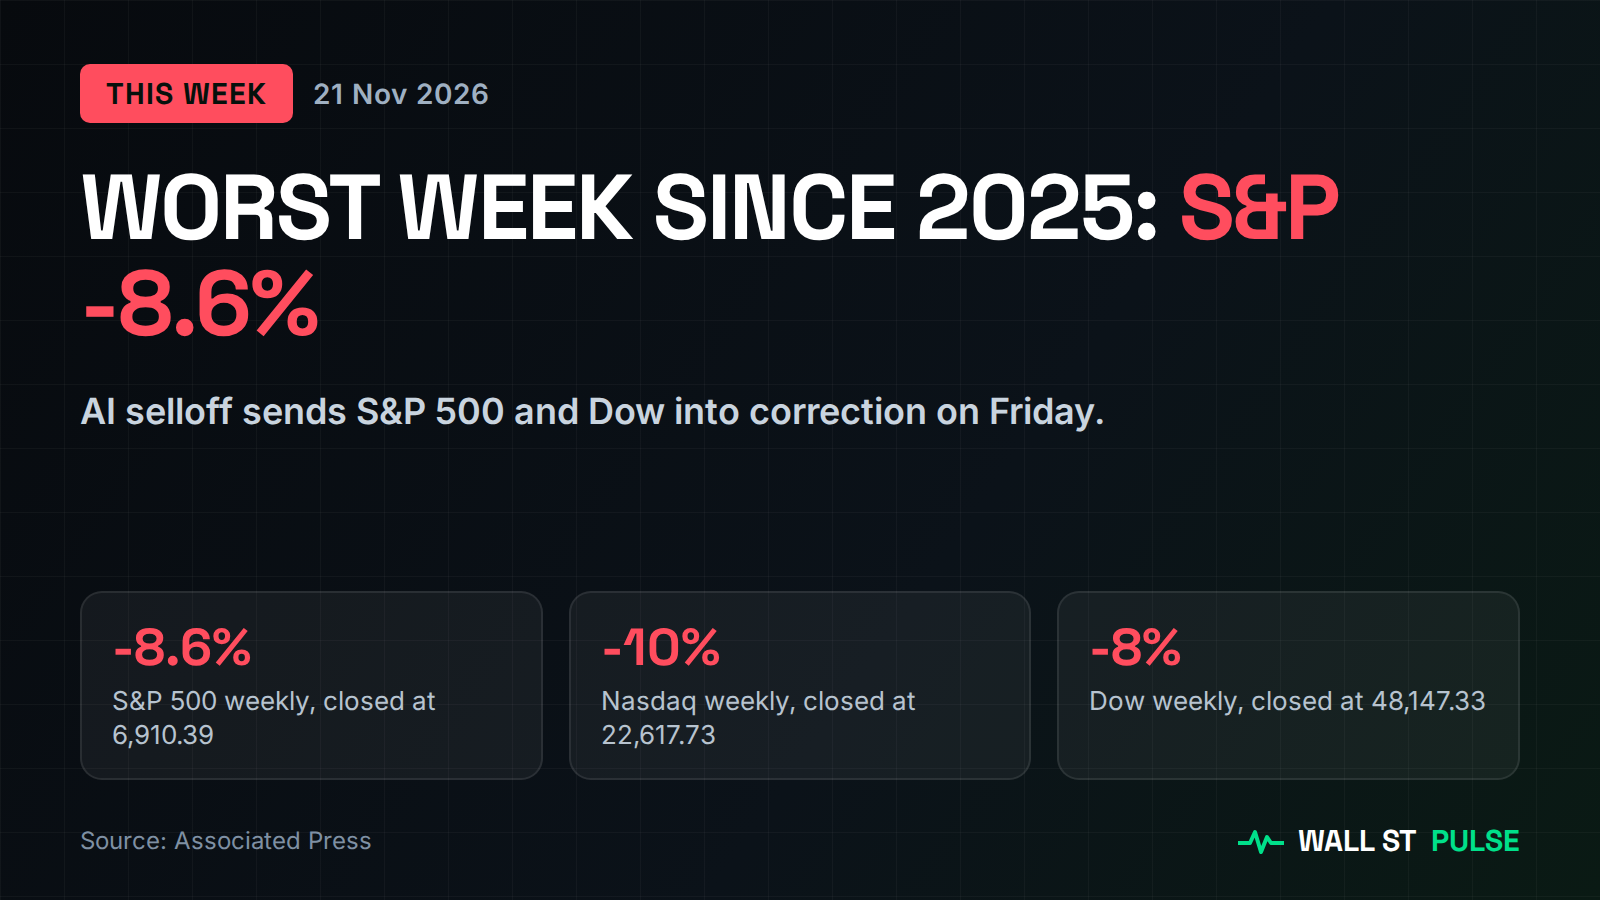 THIS WEEK 21 Nov 2026
WORST WEEK SINCE 2025: S&P
-8.6%
AI selloff sends S&P 500 and Dow into correction on Friday.
-8.6%
S&P 500 weekly, closed at
6,910.39
-10%
Nasdaq weekly, closed at
22,617.73
-8%
Dow weekly, closed at 48,147.33
Source: Associated Press
WALL ST PULSE